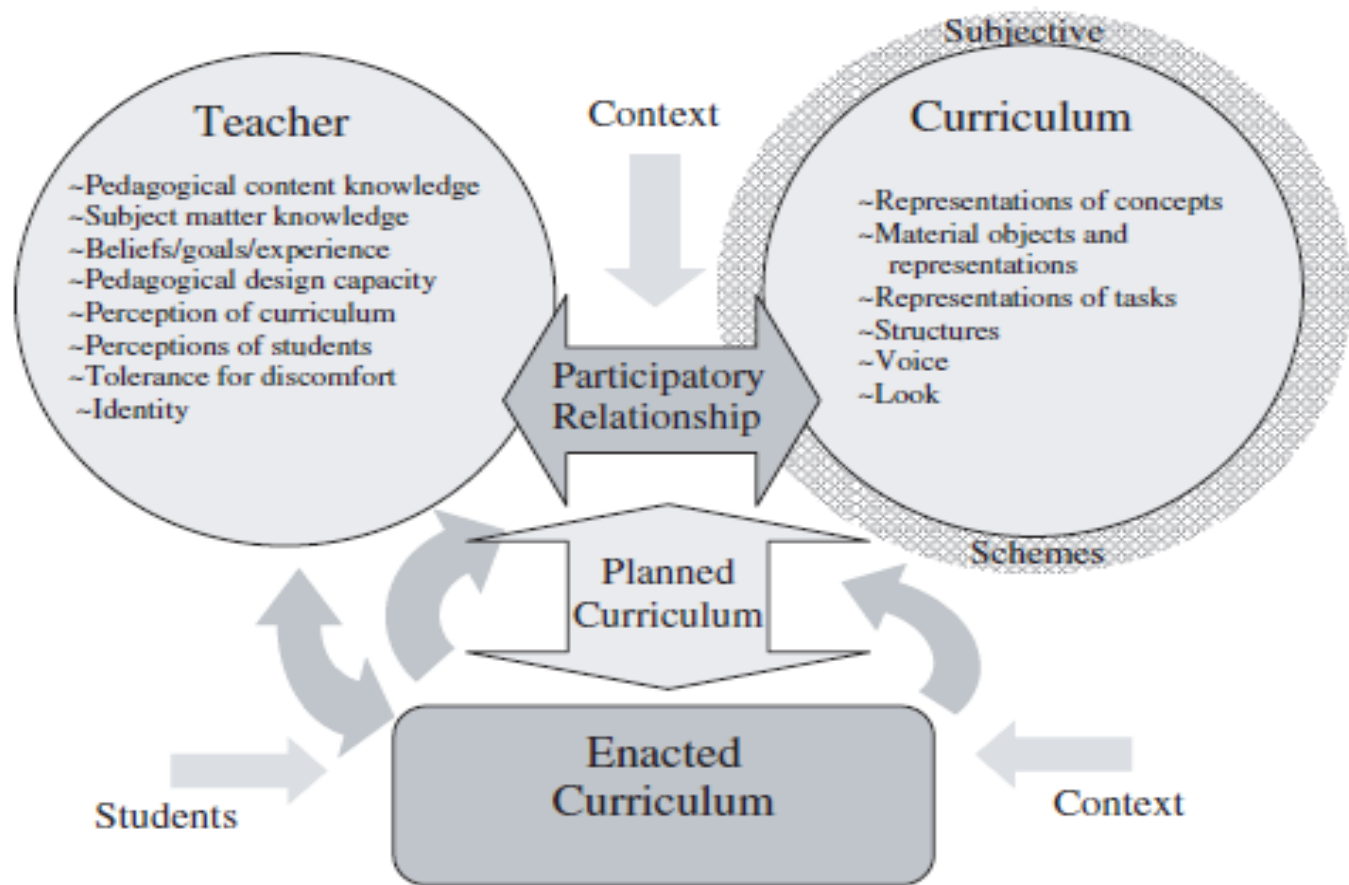 Subjective
Teacher
~Pedagogical content knowledge
~Subject matter knowledge
~Beliefs/goals/experience
~Pedagogical design capacity
~Perception of curriculum
~Perceptions of students
~Tolerance for discomfort
~Identity
Context
Curriculum
~Representations of concepts
~Material objects and
representations
~Representations of tasks
~Structures
~Voice
~Look
Participatory
Relationship
Schemes
Planned
Curriculum
Enacted
Curriculum
Students
Context